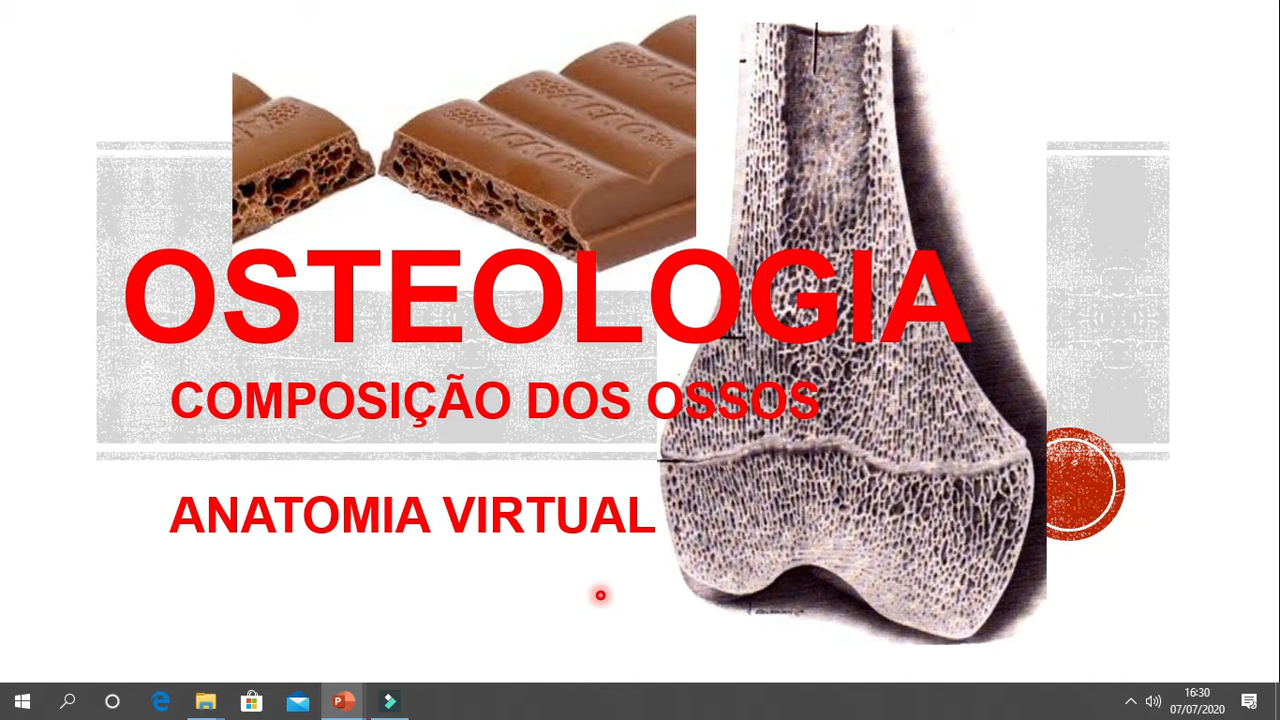 OSTEOLOGIA
COMPOSIÇÃO DOS OSSOS
ANATOMIA VIRTUAL
16:30
07/07/2020